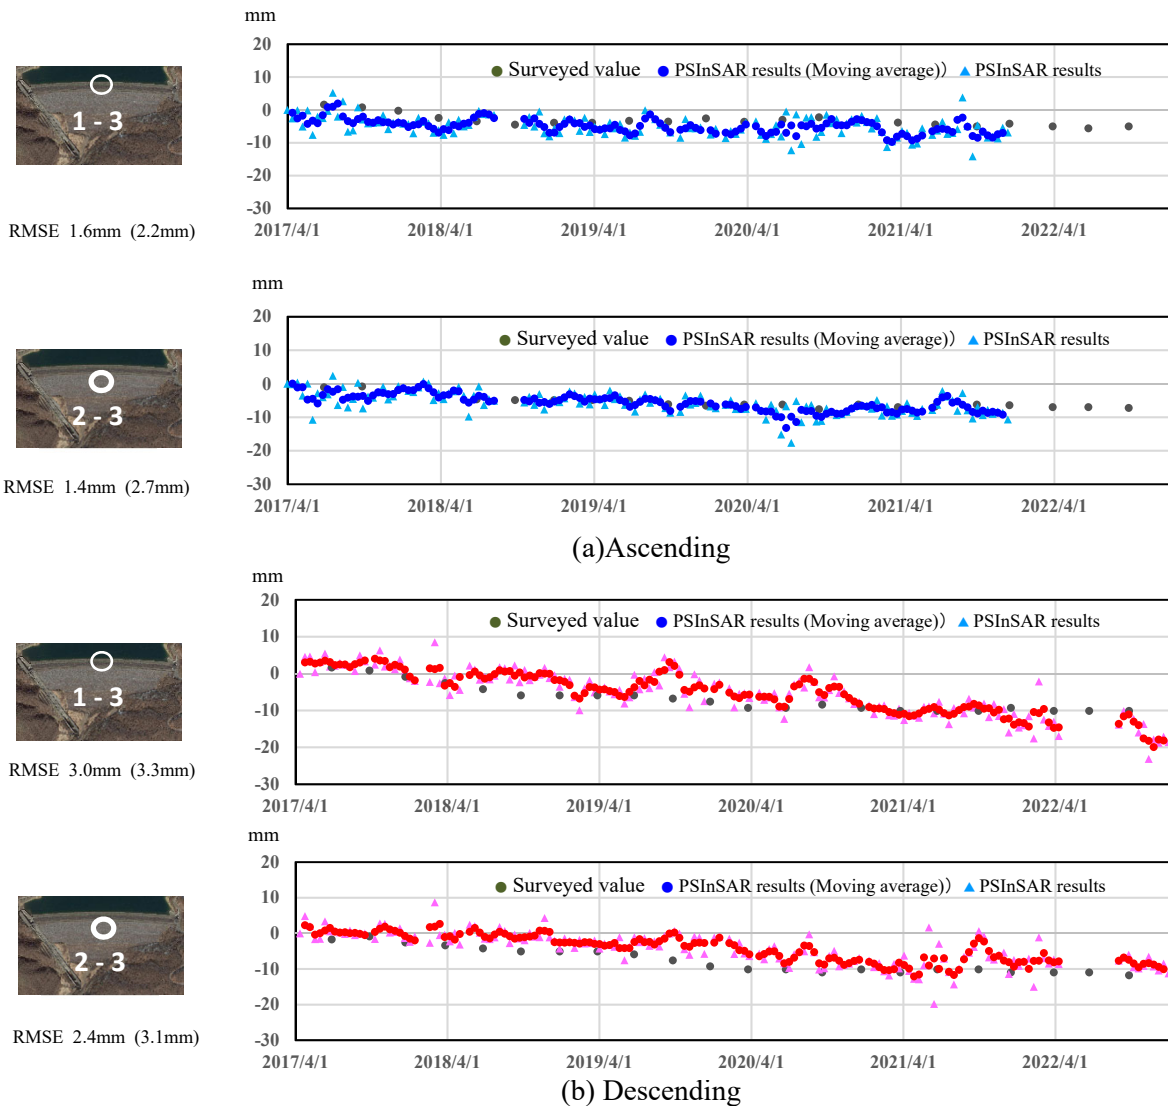 mm
20
10
0
-10
-20
-30
Surveyed value PSInSAR results (Moving average)) PSInSAR results
1 - 3
RMSE 1.6mm (2.2mm)
2017/4/1 2018/4/1 2019/4/1 2020/4/1 2021/4/1 2022/4/1
mm
20
10
0
-10
-20
-30
Surveyed value PSInSAR results (Moving average)) PSInSAR results
2 - 3
RMSE 1.4mm (2.7mm)
2017/4/1 2018/4/1 2019/4/1 2020/4/1 2021/4/1 2022/4/1
(a)Ascending
mm
20
10
0
-10
-20
-30
Surveyed value PSInSAR results (Moving average)) PSInSAR results
1 - 3
RMSE 3.0mm (3.3mm)
2017/4/1 2018/4/1 2019/4/1 2020/4/1 2021/4/1 2022/4/1
mm
20
10
0
-10
-20
-30
Surveyed value PSInSAR results (Moving average)) PSInSAR results
2 - 3
RMSE 2.4mm (3.1mm)
2017/4/1 2018/4/1 2019/4/1 2020/4/1 2021/4/1 2022/4/1
(b) Descending